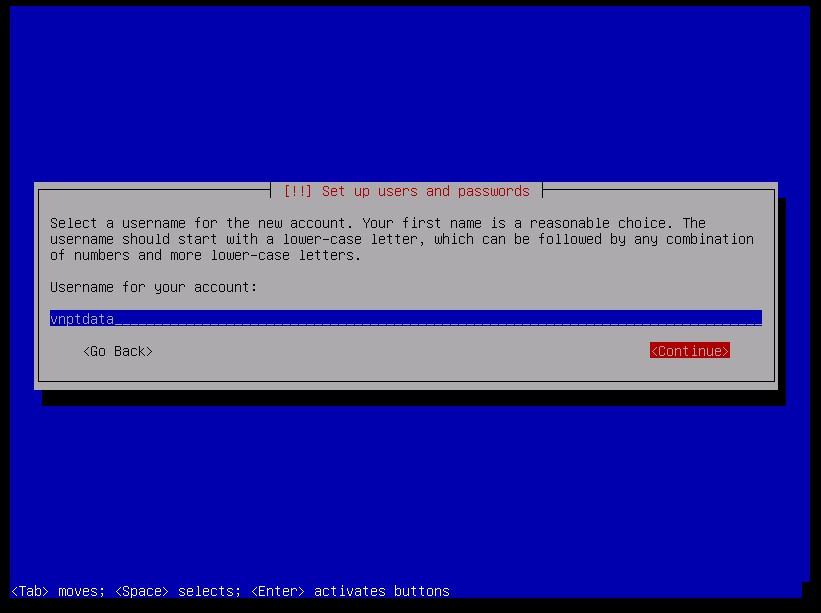 [!!] Set up users and passwords
Select a username for the new account. Your first name is a reasonable choice. The
username should start with a lower-case letter, which can be followed by any combination
of numbers and more lower-case letters.
Username for your account:
vnptdata
<Go Back> <Continue>
<Tab> moves; <Space> selects; <Enter> activates buttons